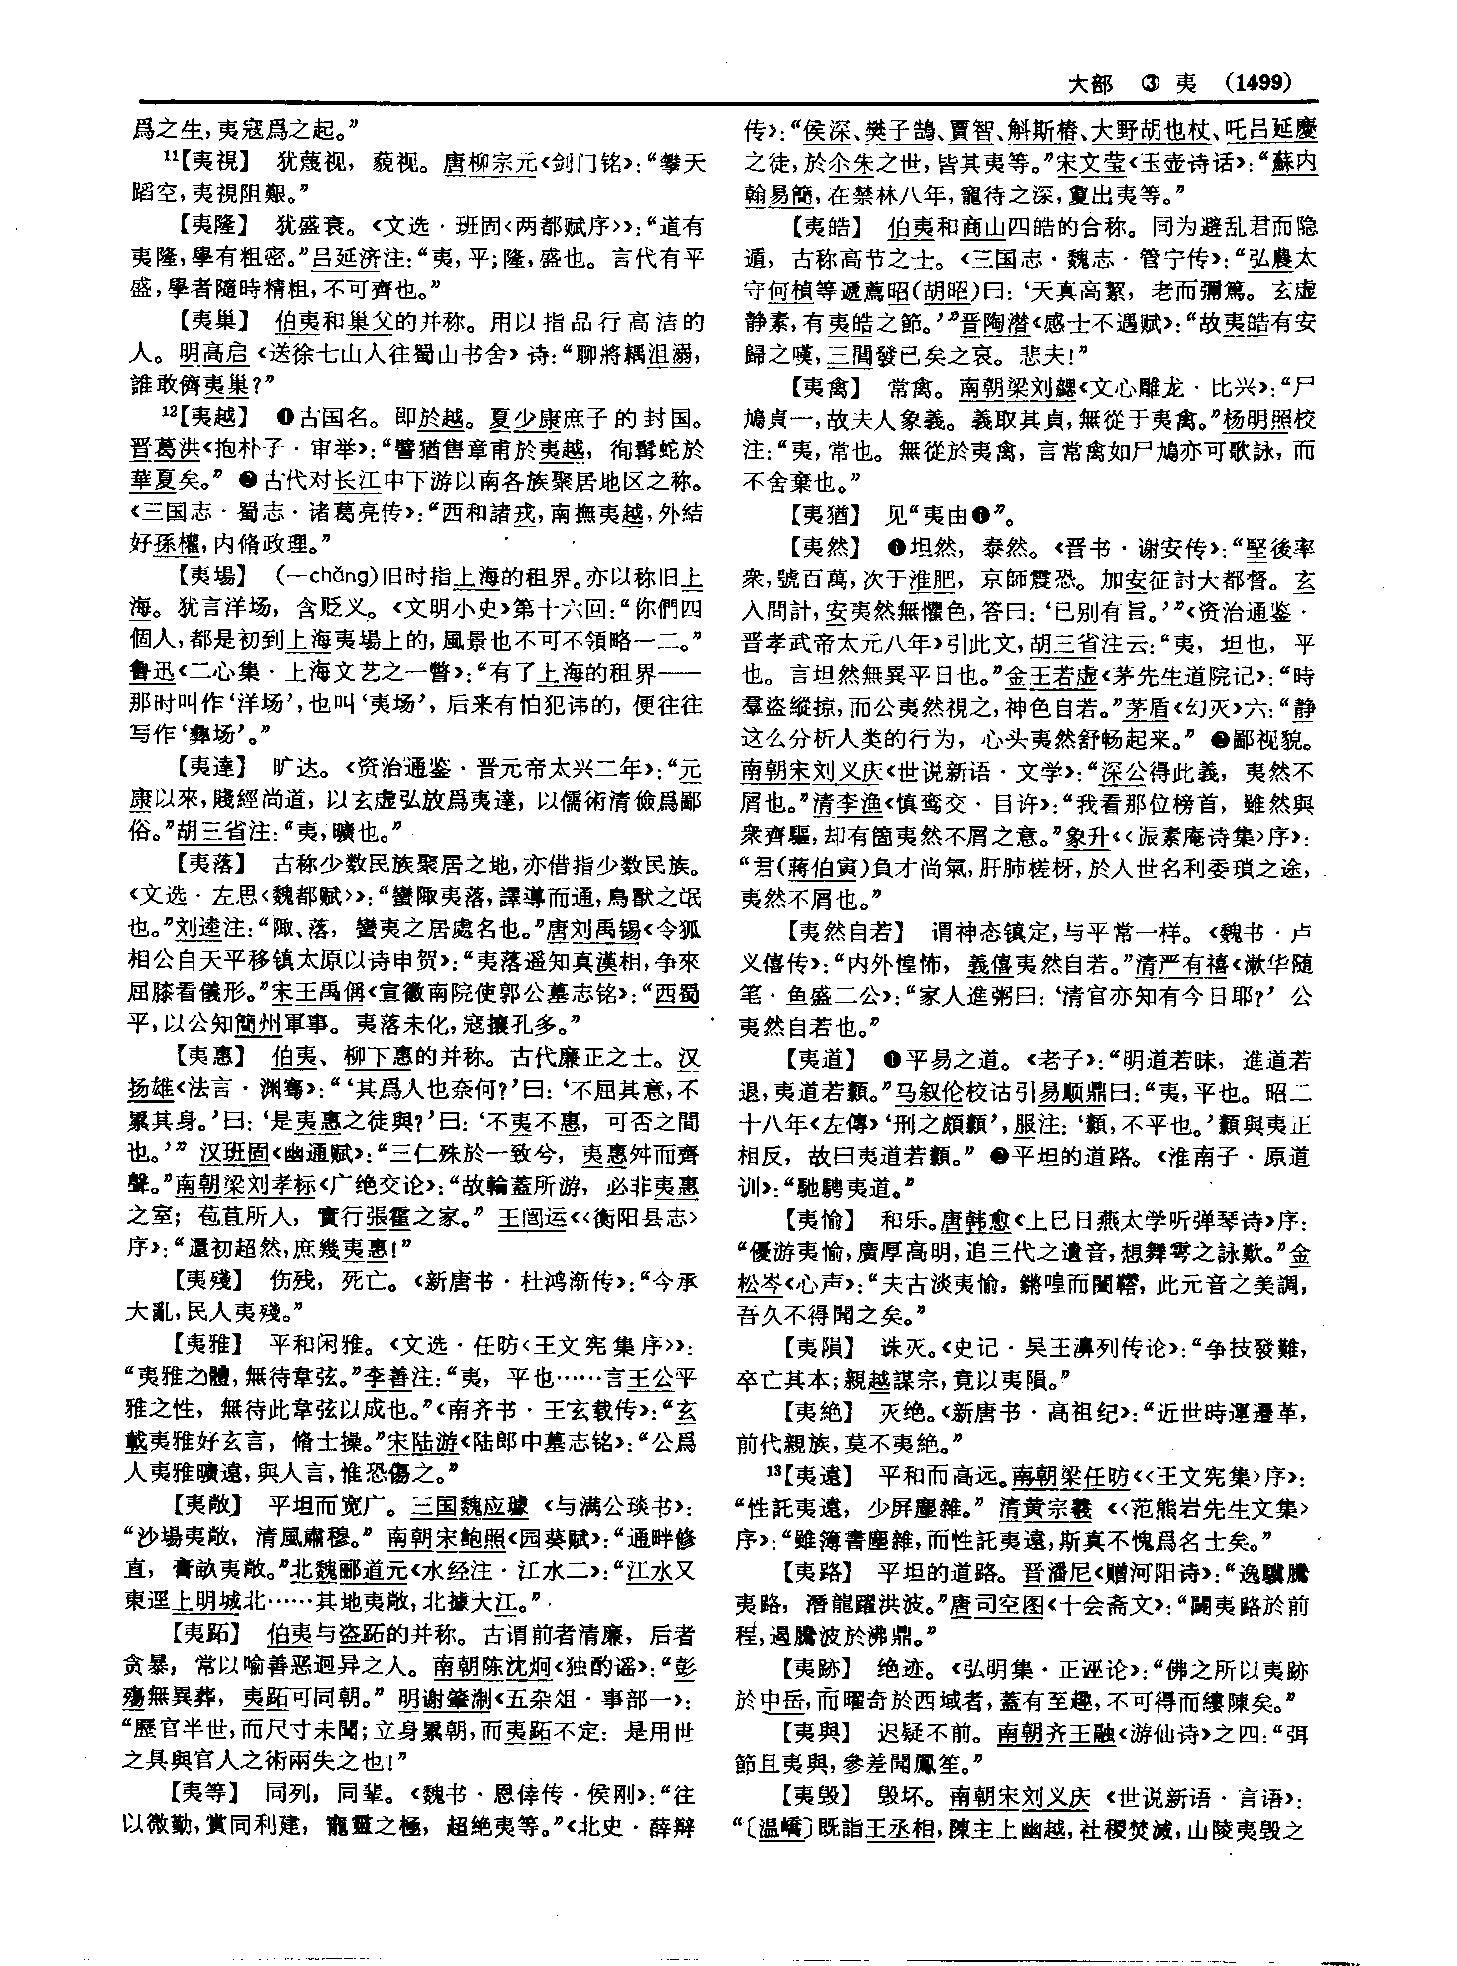 大部 ③ 夷 (1499)
爲之生,夷寇爲之起。”
11【夷視】 犹蔑视，藐视。唐柳宗元《剑门铭》:“攀天
蹈空,夷視阻艱。”
【夷隆】 犹盛衰。《文选·班固〈两都赋序〉》:“道有
夷隆,學有粗密。”吕延济注:“夷,平;隆,盛也。言代有平
盛,學者隨時精粗,不可齊也。”
【夷巢】 伯夷和巢父的并称。用以指品行高洁的
人。明高启《送徐七山人往蜀山书舍》诗:“聊將耦沮溺，
誰敢儕夷巢?”
12【夷越】 ❶古国名。即於越。夏少康庶子的封国。
晋葛洪《抱朴子·审举》:“譬猶售章甫於夷越，徇髯蛇於
華夏矣。”❷古代对长江中下游以南各族聚居地区之称。
《三国志·蜀志·诸葛亮传》:“西和諸戎,南撫夷越,外结
好孫權,内脩政理。”
【夷場】 (—chǎng)旧时指上海的租界。亦以称旧上
海。犹言洋场，含贬义。《文明小史》第十六回:“你們四
個人,都是初到上海夷場上的,風景也不可不領略一二。”
鲁迅《二心集·上海文艺之一瞥》:“有了上海的租界——
那时叫作‘洋场’,也叫‘夷场’，后来有怕犯讳的，便往往
写作‘彝场’。”
【夷達】 旷达。《资治通鉴·晋元帝太兴二年》:“元
康以來,賤經尚道，以玄虚弘放爲夷達，以儒術清儉爲鄙
俗。”胡三省注:“夷,曠也。”
【夷落】 古称少数民族聚居之地,亦借指少数民族。
《文选·左思〈魏都赋〉》:“蠻陬夷落,譯導而通,鳥獸之氓
也。”刘逵注:“陬、落，蠻夷之居處名也。”唐刘禹锡《令狐
相公自天平移镇太原以诗申贺》:“夷落遥知真漢相,争來
屈膝看儀形。”宋王禹偁《宣徽南院使郭公墓志铭》:“西蜀
平,以公知簡州軍事。夷落未化,寇攘孔多。”
【夷惠】 伯夷、柳下惠的并称。古代廉正之士。汉
扬雄《法言·渊骞》:“‘其爲人也奈何?’曰:‘不屈其意,不
累其身。’曰:‘是夷惠之徒與?’曰:‘不夷不惠，可否之間
也。’”汉班固《幽通赋》:“三仁殊於一致兮，夷惠舛而齊
聲。”南朝梁刘孝标《广绝交论》:“故輪蓋所游，必非夷惠
之室；苞苴所人，實行張霍之家。”王闿运《〈衡阳县志〉
序》:“還初超然,庶幾夷惠!”
【夷殘】 伤残，死亡。《新唐书·杜鸿渐传》:“今承
大亂,民人夷殘。”
【夷雅】 平和闲雅。《文选·任昉〈王文宪集序〉》:
“夷雅之體,無待韋弦。”李善注:“夷，平也……言王公平
雅之性，無待此韋弦以成也。”《南齐书·王玄载传》:“玄
載夷雅好玄言，脩士操。”宋陆游《陆郎中墓志铭》:“公爲
人夷雅曠遠,與人言,惟恐傷之。”
【夷敞】 平坦而宽广。三国魏应璩《与满公琰书》:
“沙場夷敞，清風肅穆。”南朝宋鲍照《园葵赋》:“通畔修
直，膏畝夷敞。”北魏郦道元《水经注·江水二》:“江水又
東逕上明城北……其地夷敞,北據大江。”
【夷跖】 伯夷与盗跖的并称。古谓前者清廉，后者
贪暴，常以喻善恶迥异之人。南朝陈沈炯《独酌谣》:“彭
殤無異葬，夷跖可同朝。”明谢肇淛《五杂俎·事部一》:
“歷官半世,而尺寸未聞;立身累朝,而夷跖不定：是用世
之具與官人之術兩失之也!”
【夷等】 同列，同辈。《魏书·恩倖传·侯刚》:“往
以微勤,賞同利建，寵靈之極，超绝夷等。”《北史·薛辩
传》:“侯深、樊子鵠、賈智、斛斯椿、大野胡也杖、吒吕延慶
之徒,於尒朱之世,皆其夷等。”宋文莹《玉壶诗话》:“蘇内
翰易簡,在禁林八年,寵待之深,敻出夷等。”
【夷皓】 伯夷和商山四皓的合称。同为避乱君而隐
遁，古称高节之士。《三国志·魏志·管宁传》:“弘農太
守何楨等遞薦昭(胡昭)曰:‘天真高絜，老而彌篤。玄虚
静素,有夷皓之節。’”晋陶潜《感士不遇赋》:“故夷皓有安
歸之嘆,三閭發已矣之哀。悲夫!”
【夷禽】 常禽。南朝梁刘勰《文心雕龙·比兴》:“尸
鳩貞一,故夫人象義。義取其貞,無從于夷禽。”杨明照校
注:“夷,常也。無從於夷禽，言常禽如尸鳩亦可歌詠，而
不舍棄也。”
【夷猶】 见“夷由❶”。
【夷然】 ❶坦然，泰然。《晋书·谢安传》:“堅後率
衆,號百萬,次于淮肥，京師震恐。加安征討大都督。玄
入問計,安夷然無懼色,答曰:‘已别有旨。’”《资治通鉴·
晋孝武帝太元八年》引此文,胡三省注云:“夷，坦也，平
也。言坦然無異平日也。”金王若虚《茅先生道院记》:“時
羣盗縱掠,而公夷然視之,神色自若。”茅盾《幻灭》六:“静
这么分析人类的行为，心头夷然舒畅起来。”❷鄙视貌。
南朝宋刘义庆《世说新语·文学》:“深公得此義，夷然不
屑也。”清李渔《慎鸾交·目许》:“我看那位榜首，雖然與
衆齊驅,却有箇夷然不屑之意。”象升《〈振素庵诗集〉序》:
“君(蒋伯寅)負才尚氣,肝肺槎枒,於人世名利委瑣之途,
夷然不屑也。”
【夷然自若】 谓神态镇定,与平常一样。《魏书·卢
义僖传》:“内外惶怖，義僖夷然自若。”清严有禧《漱华随
笔·鱼盛二公》:“家人進粥曰:‘清官亦知有今日耶?’公
夷然自若也。”
【夷道】 ❶平易之道。《老子》:“明道若昧，進道若
退,夷道若纇。”马叙伦校诂引易顺鼎曰:“夷,平也。昭二
十八年《左傳》‘刑之頗纇’,服注:‘纇,不平也。’纇與夷正
相反，故曰夷道若纇。”❷平坦的道路。《淮南子·原道
训》:“馳騁夷道。”
【夷愉】 和乐。唐韩愈《上巳日燕太学听弹琴诗》序:
“優游夷愉,廣厚高明,追三代之遺音,想舞雩之詠歎。”金
松岑《心声》:“夫古淡夷愉，鏘喤而闐鞳，此元音之美調，
吾久不得聞之矣。”
【夷隕】 诛灭。《史记·吴王濞列传论》:“争技發難，
卒亡其本;親越謀宗,竟以夷隕。”
【夷絶】 灭绝。《新唐书·高祖纪》:“近世時運遷革，
前代親族,莫不夷絶。”
13【夷遠】 平和而高远。南朝梁任昉《〈王文宪集〉序》:
“性託夷遠，少屏塵雜。”清黄宗羲《〈范熊岩先生文集〉
序》:“雖簿書塵雜,而性託夷遠,斯真不愧爲名士矣。”
【夷路】 平坦的道路。晋潘尼《赠河阳诗》:“逸驥騰
夷路，潛龍躍洪波。”唐司空图《十会斋文》:“闢夷路於前
程,遏騰波於沸鼎。”
【夷跡】 绝迹。《弘明集·正诬论》:“佛之所以夷跡
於中岳,而曜奇於西域者,蓋有至趣,不可得而縷陳矣。”
【夷與】 迟疑不前。南朝齐王融《游仙诗》之四:“弭
節且夷與,參差聞鳳笙。”
【夷毁】 毁坏。南朝宋刘义庆《世说新语·言语》:
“〔温嶠〕既詣王丞相,陳主上幽越,社稷焚滅,山陵夷毁之